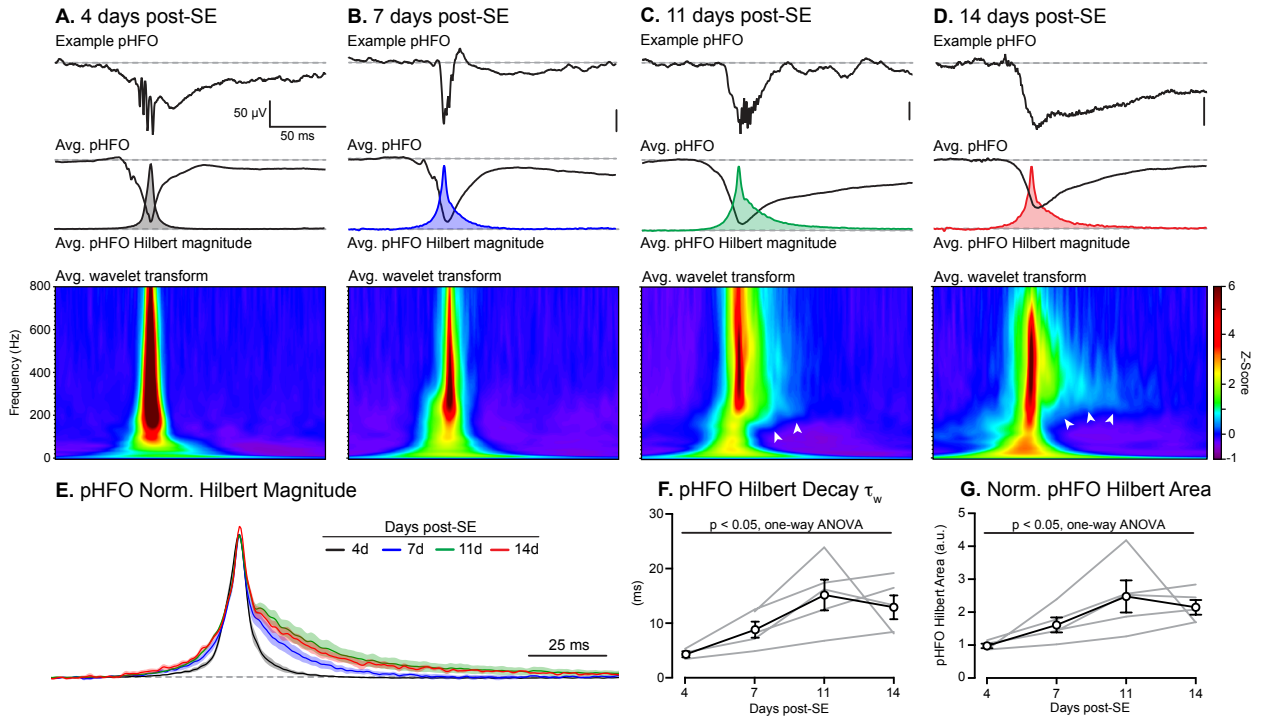 A. 4 days post-SE
Example pHFO
50 µV
50 ms
Avg. pHFO
Avg. pHFO Hilbert magnitude
Avg. wavelet transform
B. 7 days post-SE
Example pHFO
Avg. pHFO
Avg. pHFO Hilbert magnitude
Avg. wavelet transform
C. 11 days post-SE
Example pHFO
Avg. pHFO
Avg. pHFO Hilbert magnitude
Avg. wavelet transform
D. 14 days post-SE
Example pHFO
Avg. pHFO
Avg. pHFO Hilbert magnitude
Avg. wavelet transform
Frequency (Hz)
800
600
400
200
0
6
4
2
0
-1
Z-Score
E. pHFO Norm. Hilbert Magnitude
Days post-SE
4d 7d 11d 14d
25 ms
F. pHFO Hilbert Decay τw
p < 0.05, one-way ANOVA
(ms)
30
20
10
0
4 7 11 14
Days post-SE
G. Norm. pHFO Hilbert Area
p < 0.05, one-way ANOVA
pHFO Hilbert Area (a.u.)
5
4
3
2
1
0
4 7 11 14
Days post-SE